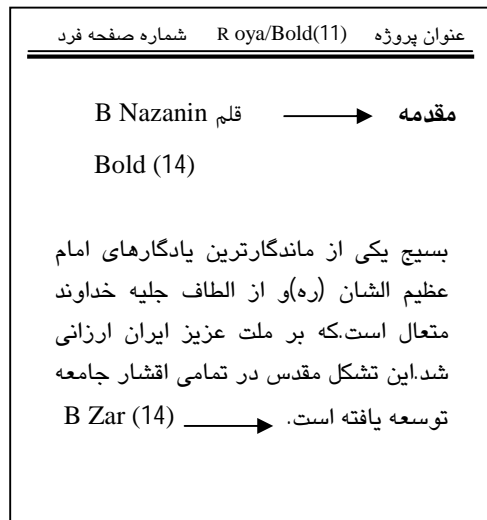 عنوان پروژه R oya/Bold(11) شماره صفحه فرد
مقدمه قلم B Nazanin
Bold (14)
بسیج یکی از ماندگارترین یادگارهای امام
عظیم الشان (ره)و از الطاف جلیه خداوند
متعال است.که بر ملت عزیز ایران ارزانی
شد.این تشکل مقدس در تمامی اقشار جامعه
توسعه یافته است. B Zar (14)